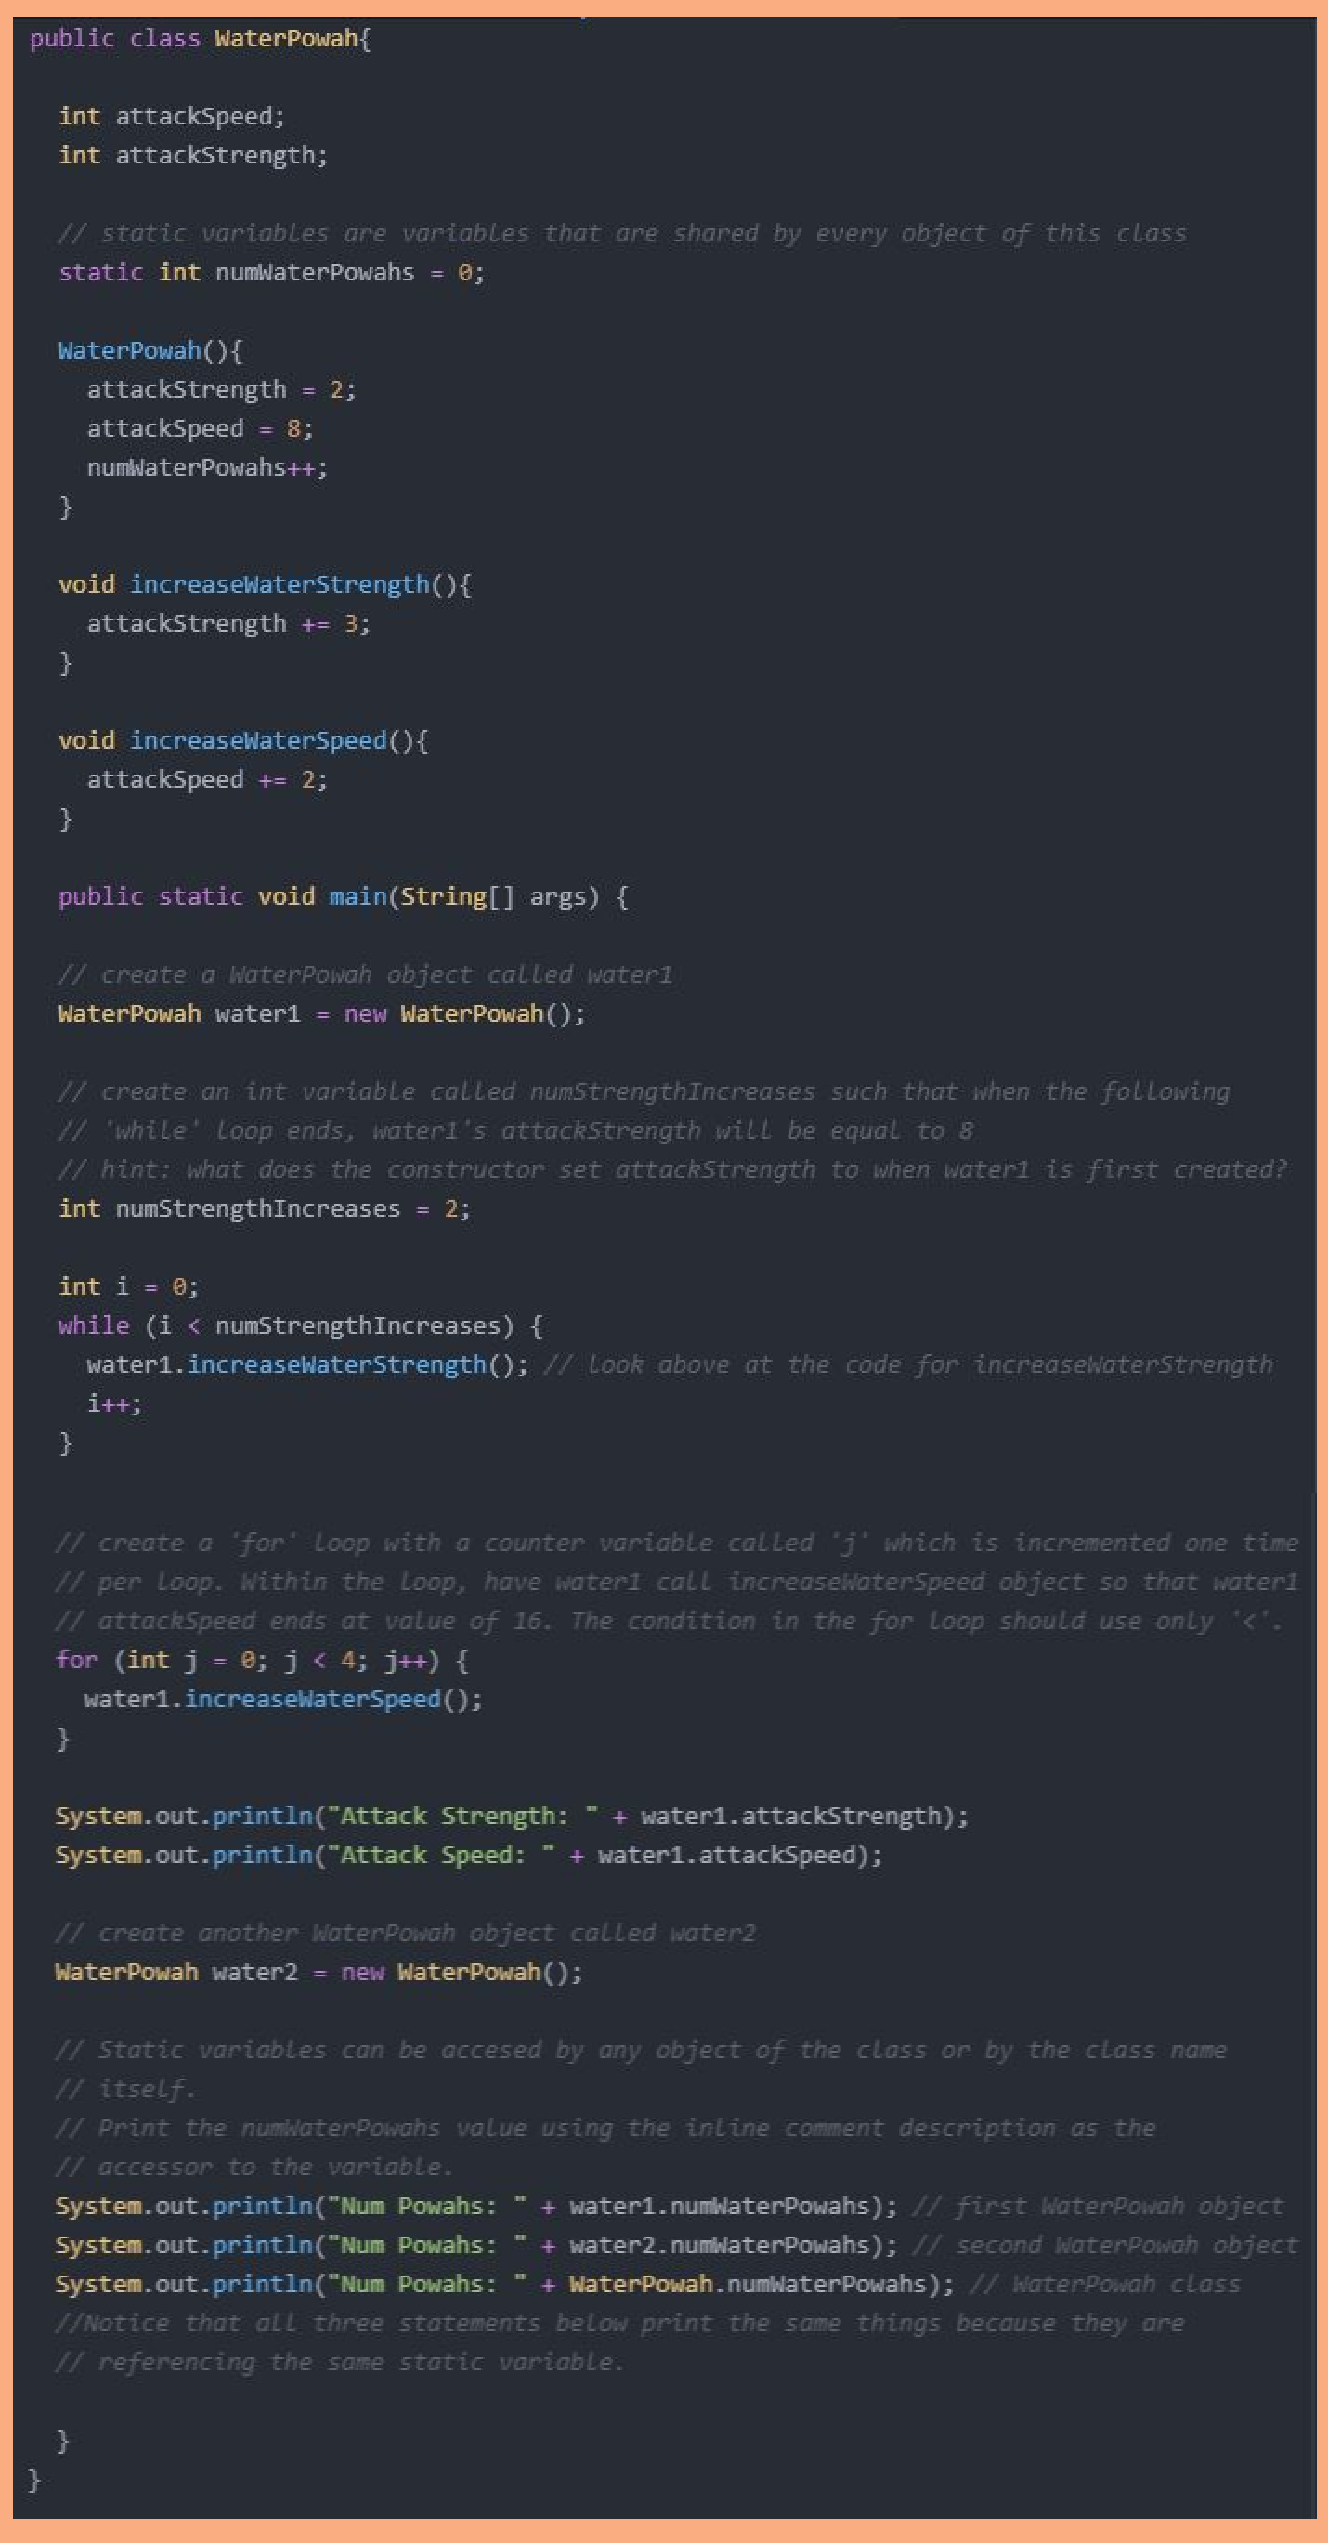 public class WaterPowah{
int attackSpeed;
int attackStrength;
// static variables are variables that are shared by every object of this class
static int numWaterPowahs = 0;
WaterPowah(){
attackStrength = 2;
attackSpeed = 8;
numWaterPowahs++;
}
void increaseWaterStrength(){
attackStrength += 3;
}
void increaseWaterSpeed(){
attackSpeed += 2;
}
public static void main(String[] args) {
// create a WaterPowah object called water1
WaterPowah water1 = new WaterPowah();
// create an int variable called numStrengthIncreases such that when the following
// 'while' loop ends, water1's attackStrength will be equal to 8
// hint: what does the constructor set attackStrength to when water1 is first created?
int numStrengthIncreases = 2;
int i = 0;
while (i < numStrengthIncreases) {
water1.increaseWaterStrength(); // look above at the code for increaseWaterStrength
i++;
}
// create a 'for' loop with a counter variable called 'j' which is incremented one time
// per loop. Within the loop, have water1 call increaseWaterSpeed object so that water1
// attackSpeed ends at value of 16. The condition in the for loop should use only '<'.
for (int j = 0; j < 4; j++) {
water1.increaseWaterSpeed();
}
System.out.println("Attack Strength: " + water1.attackStrength);
System.out.println("Attack Speed: " + water1.attackSpeed);
// create another WaterPowah object called water2
WaterPowah water2 = new WaterPowah();
// Static variables can be accesed by any object of the class or by the class name
// itself.
// Print the numWaterPowahs value using the inline comment description as the
// accessor to the variable.
System.out.println("Num Powahs: " + water1.numWaterPowahs); // first WaterPowah object
System.out.println("Num Powahs: " + water2.numWaterPowahs); // second WaterPowah object
System.out.println("Num Powahs: " + WaterPowah.numWaterPowahs); // WaterPowah class
//Notice that all three statements below print the same things because they are
// referencing the same static variable.
}
}